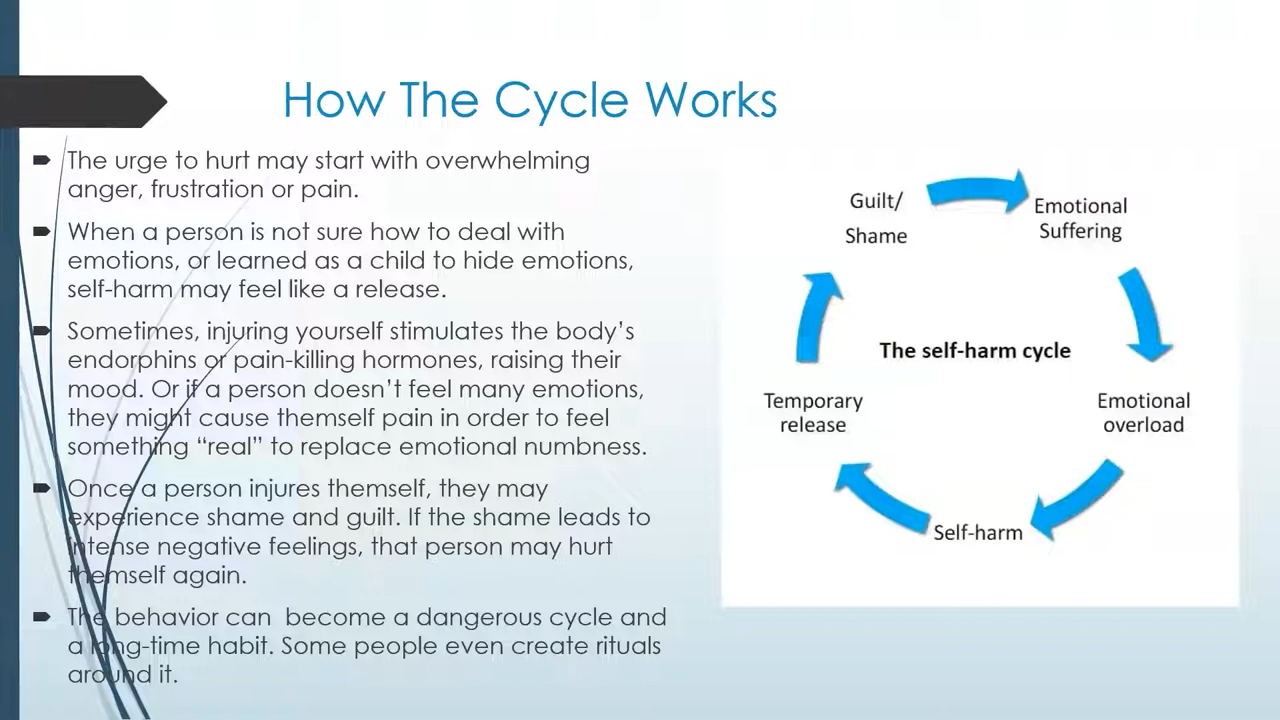 How The Cycle Works
The urge to hurt may start with overwhelming
anger, frustration or pain.
When a person is not sure how to deal with
emotions, or learned as a child to hide emotions,
self-harm may feel like a release.
Sometimes, injuring yourself stimulates the body’s
endorphins or pain-killing hormones, raising their
mood. Or if a person doesn’t feel many emotions,
they might cause themself pain in order to feel
something “real” to replace emotional numbness.
Once a person injures themself, they may
experience shame and guilt. If the shame leads to
intense negative feelings, that person may hurt
themself again.
The behavior can  become a dangerous cycle and
a long-time habit. Some people even create rituals
around it.
Guilt/
Shame
Emotional
Suffering
The self-harm cycle
Temporary
release
Emotional
overload
Self-harm